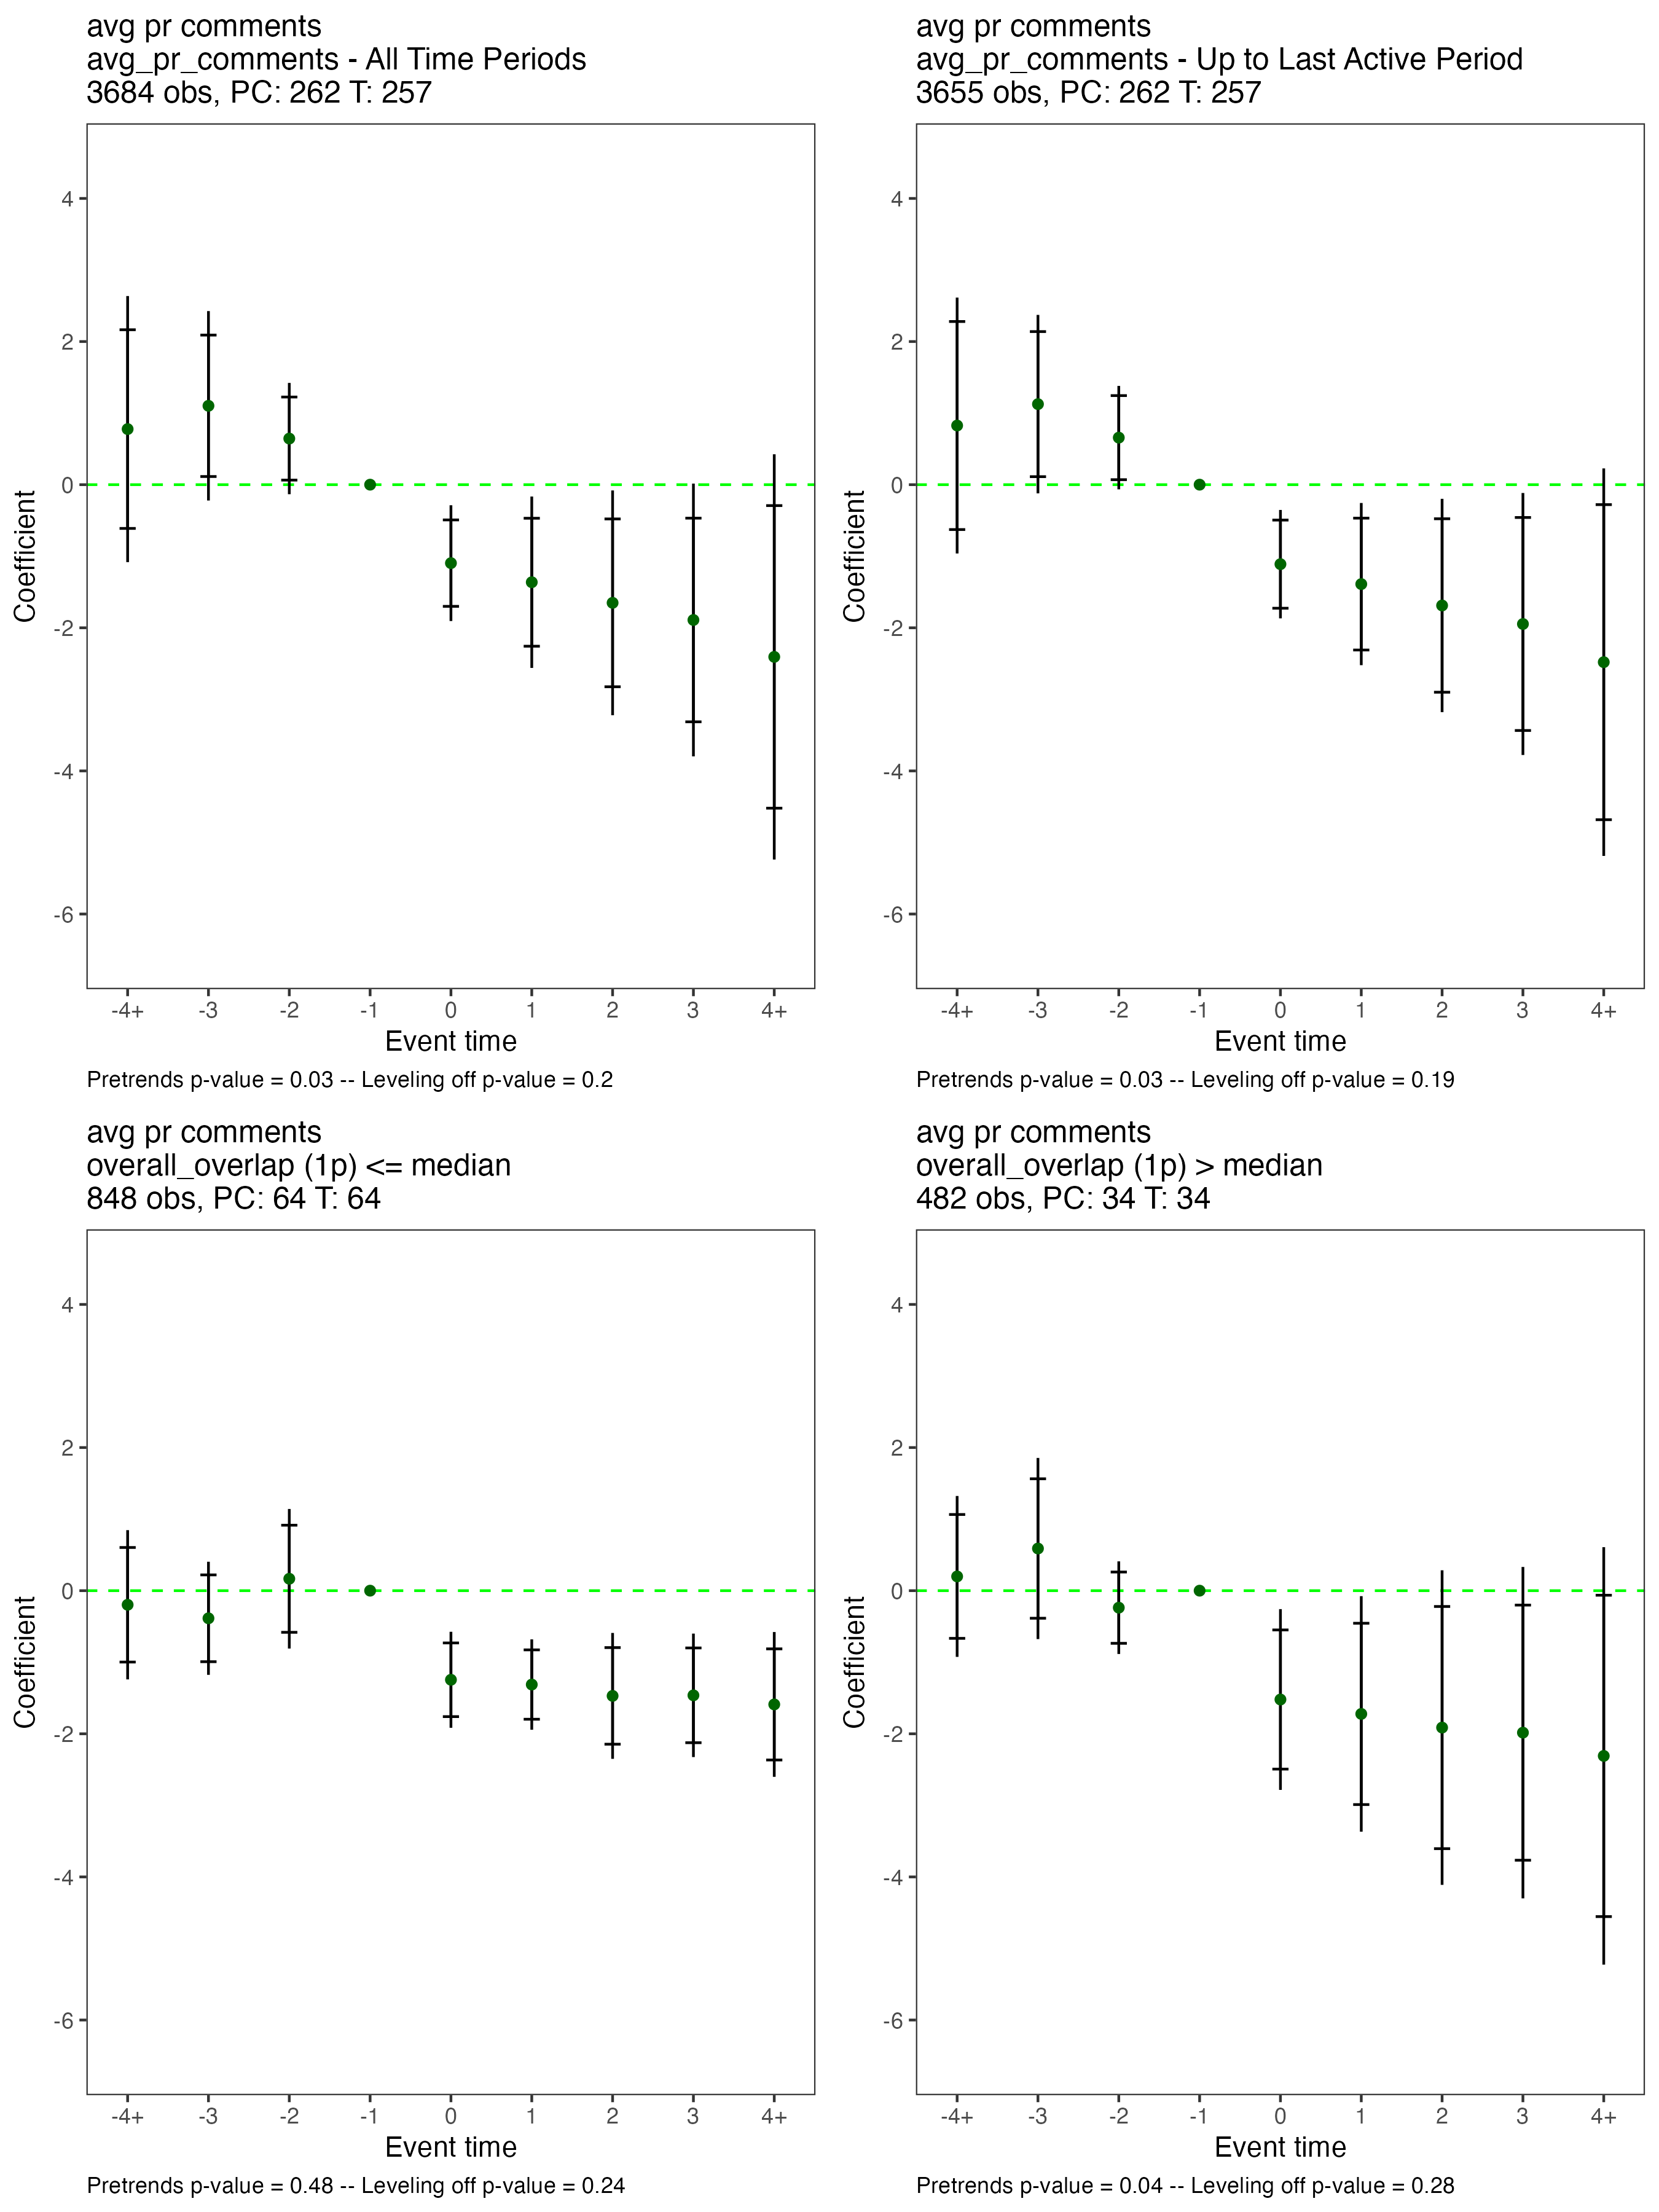 avg pr comments
avg_pr_comments - All Time Periods
3684 obs, PC: 262 T: 257
4
2
0
-2
-4
-6
Coefficient
-4+ -3 -2 -1 0 1 2 3 4+
Event time
Pretrends p-value = 0.03 -- Leveling off p-value = 0.2
avg pr comments
avg_pr_comments - Up to Last Active Period
3655 obs, PC: 262 T: 257
4
2
0
-2
-4
-6
Coefficient
-4+ -3 -2 -1 0 1 2 3 4+
Event time
Pretrends p-value = 0.03 -- Leveling off p-value = 0.19
avg pr comments
overall_overlap (1p) <= median
848 obs, PC: 64 T: 64
4
2
0
-2
-4
-6
Coefficient
-4+ -3 -2 -1 0 1 2 3 4+
Event time
Pretrends p-value = 0.48 -- Leveling off p-value = 0.24
avg pr comments
overall_overlap (1p) > median
482 obs, PC: 34 T: 34
4
2
0
-2
-4
-6
Coefficient
-4+ -3 -2 -1 0 1 2 3 4+
Event time
Pretrends p-value = 0.04 -- Leveling off p-value = 0.28